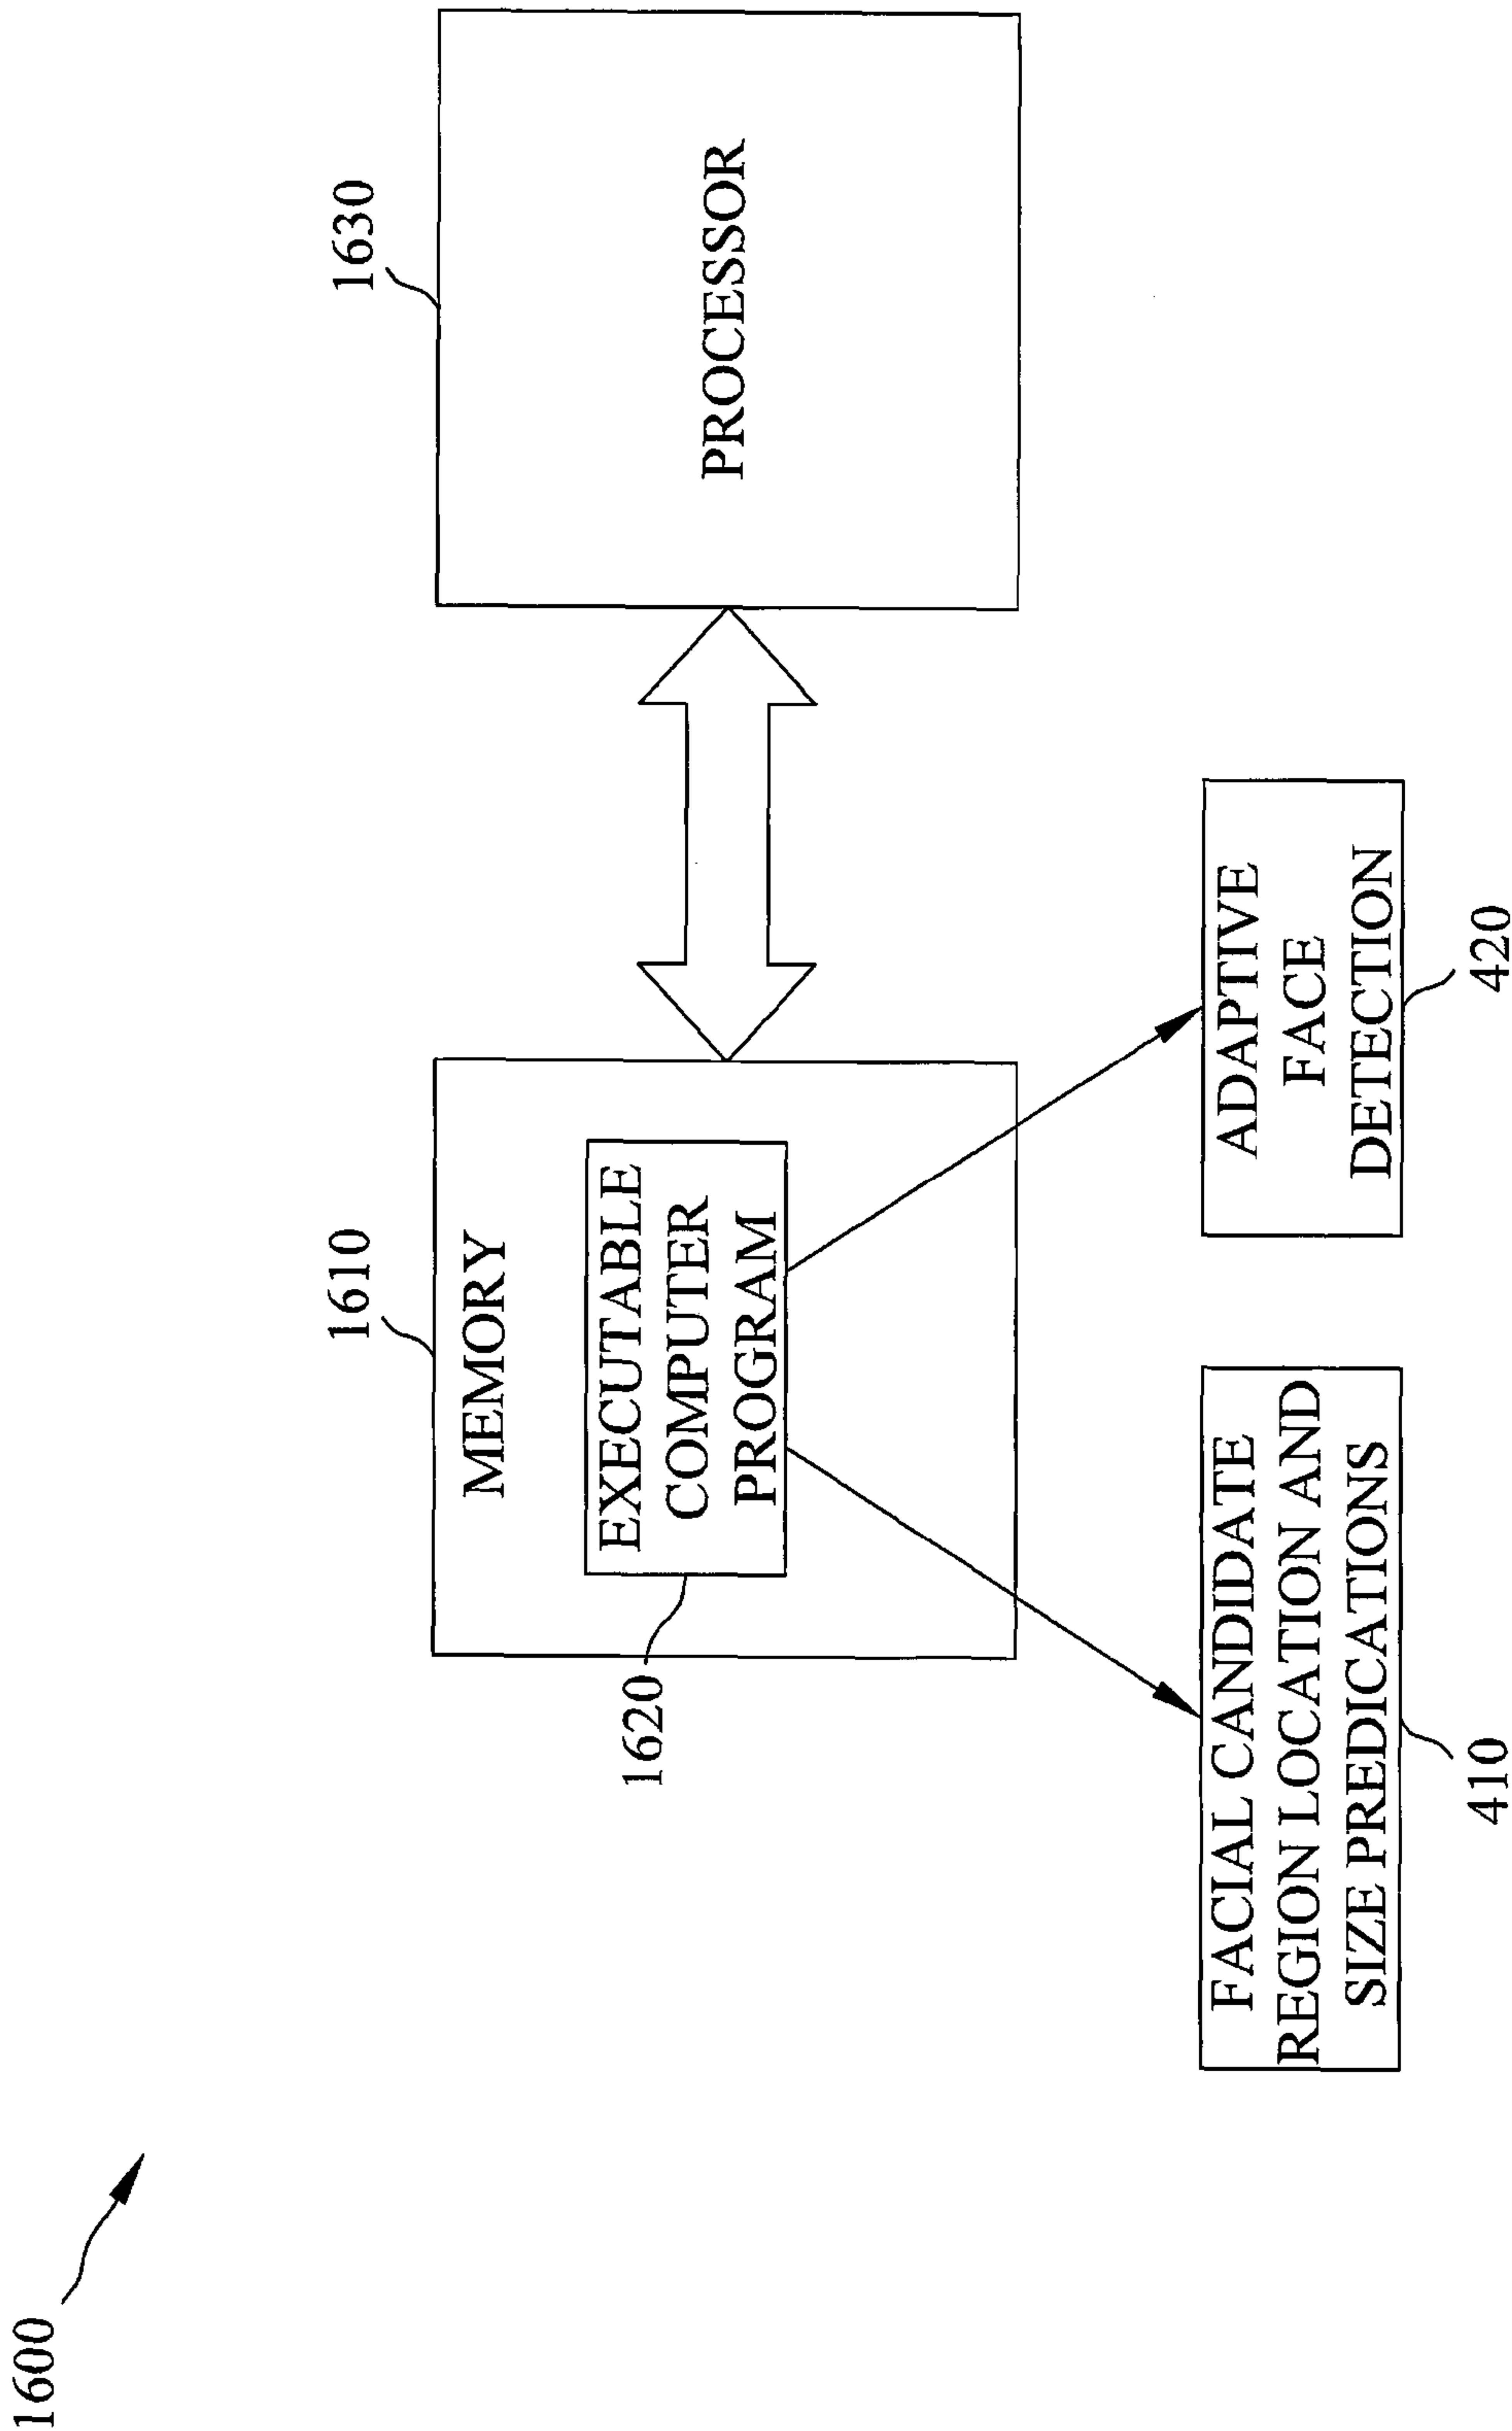 1600
1610
MEMORY
1620
EXECUTABLE
COMPUTER
PROGRAM
1630
PROCESSOR
FACIAL CANDIDATE
REGION LOCATION AND
SIZE PREDICATIONS
410
ADAPTIVE
FACE
DETECTION
420